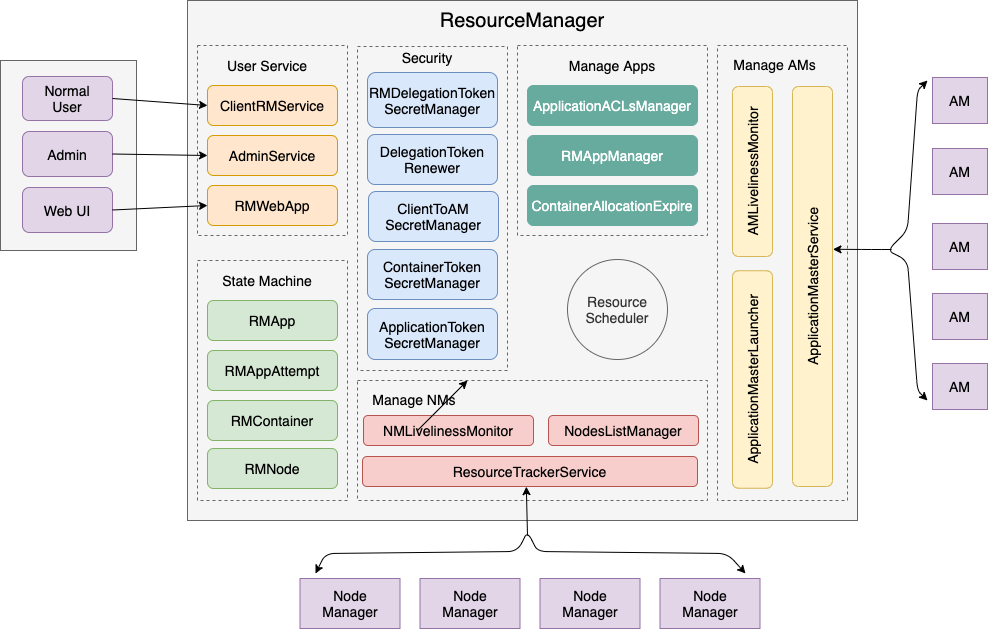 ResourceManager
Normal
User
Admin
Web UI
User Service
ClientRMService
AdminService
RMWebApp
State Machine
RMApp
RMAppAttempt
RMContainer
RMNode
Security
RMDelegationToken
SecretManager
DelegationToken
Renewer
ClientToAM
SecretManager
ContainerToken
SecretManager
ApplicationToken
SecretManager
Manage Apps
ApplicationACLsManager
RMAppManager
ContainerAllocationExpire
Resource
Scheduler
Manage NMs
NMLivelinessMonitor
NodesListManager
ResourceTrackerService
Manage AMs
AMLivelinessMonitor
ApplicationMasterLauncher
ApplicationMasterService
AM
AM
AM
AM
AM
Node
Manager
Node
Manager
Node
Manager
Node
Manager